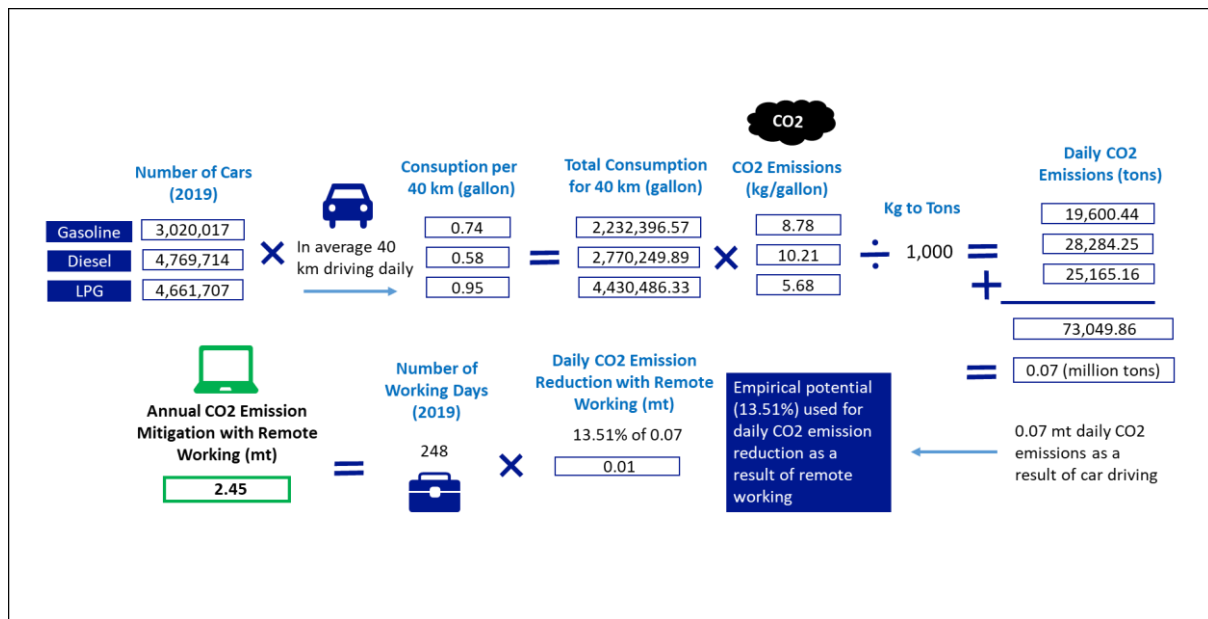 CO2
Number of Cars
(2019)
Consuption per
40 km (gallon)
Total Consumption
for 40 km (gallon)
CO2 Emissions
(kg/gallon)
Daily CO2
Emissions (tons)
Kg to Tons
Gasoline
3,020,017
Diesel
4,769,714
LPG
4,661,707
×
In average 40
km driving daily
0.74
0.58
0.95
=
2,232,396.57
2,770,249.89
4,430,486.33
×
8.78
10.21
5.68
÷
1,000
=
+
19,600.44
28,284.25
25,165.16
73,049.86
=
0.07 (million tons)
Annual CO2 Emission
Mitigation with Remote
Working (mt)
2.45
=
Number of
Working Days
(2019)
248
×
Daily CO2 Emission
Reduction with Remote
Working (mt)
13.51% of 0.07
0.01
Empirical potential
(13.51%) used for
daily CO2 emission
reduction as a
result of remote
working
0.07 mt daily CO2
emissions as a
result of car driving